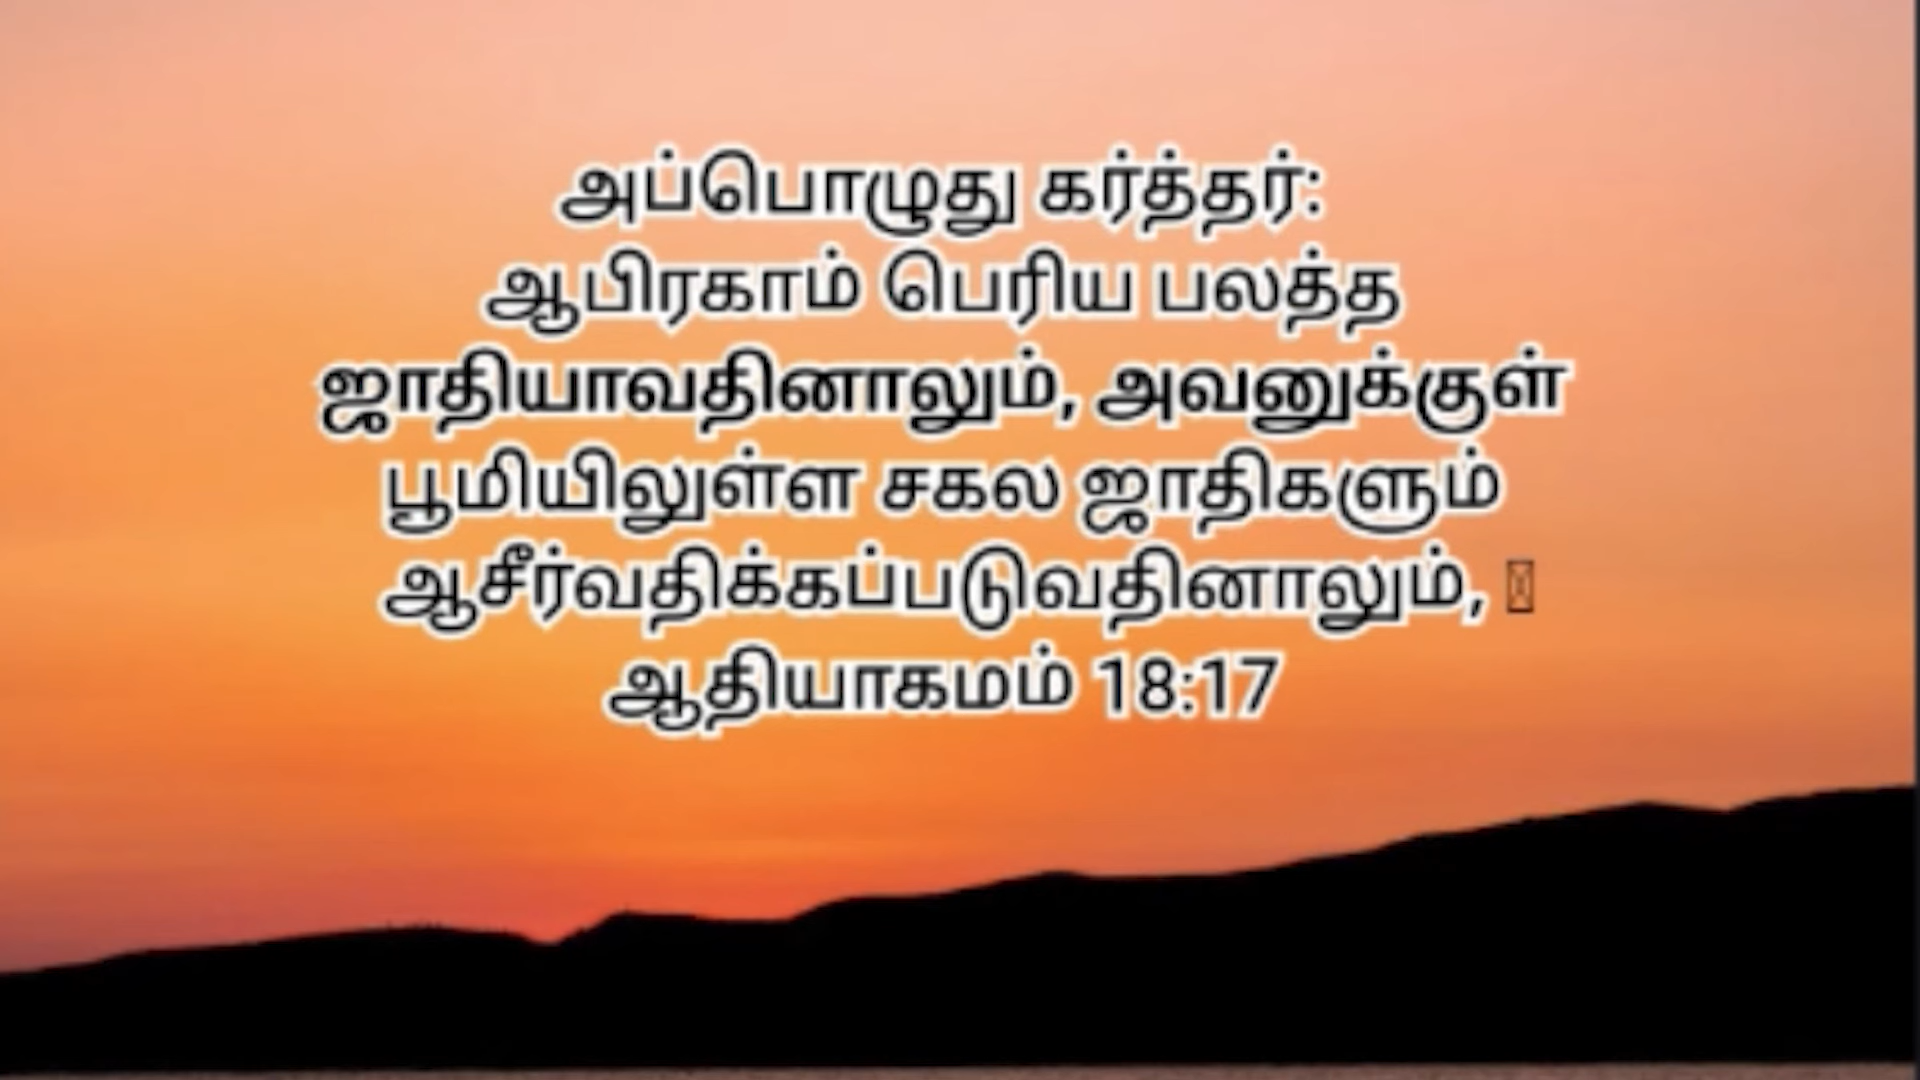 அப்பொழுது கர்த்தர்:
ஆபிரகாம் பெரிய பலத்த
ஜாதியாவதினாலும், அவனுக்குள்
பூமியிலுள்ள சகல ஜாதிகளும்
ஆசீர்வதிக்கப்படுவதினாலும்,
ஆதியாகமம் 18:17